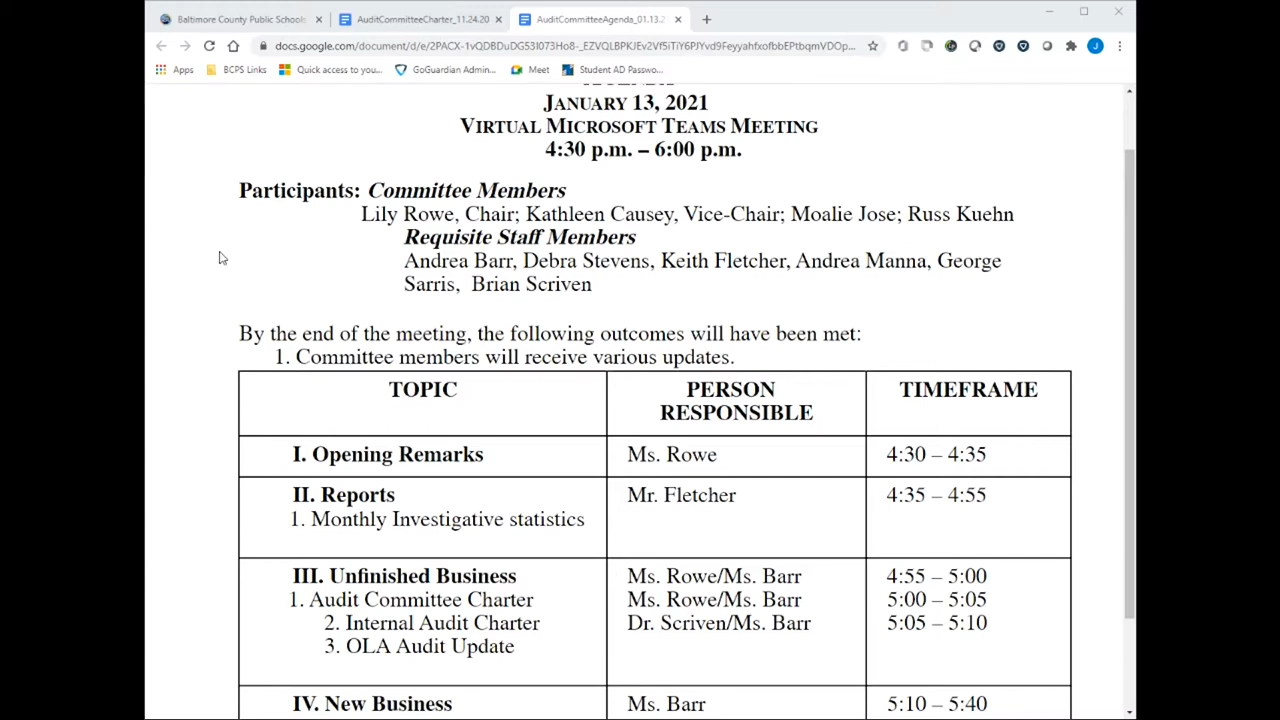 Baltimore County Public Schools
AuditCommitteeCharter_11.24.20
AuditCommitteeAgenda_01.13.2
Apps
BCPS Links
Quick access to you...
GoGuardian Admin...
Meet
Student AD Passwo...
J
JANUARY 13, 2021
VIRTUAL MICROSOFT TEAMS MEETING
4:30 p.m. – 6:00 p.m.
Participants: Committee Members
Lily Rowe, Chair; Kathleen Causey, Vice-Chair; Moalie Jose; Russ Kuehn
Requisite Staff Members
Andrea Barr, Debra Stevens, Keith Fletcher, Andrea Manna, George
Sarris, Brian Scriven
By the end of the meeting, the following outcomes will have been met:
1. Committee members will receive various updates.
TOPIC
PERSON
RESPONSIBLE
TIMEFRAME
I. Opening Remarks
Ms. Rowe
4:30 – 4:35
II. Reports
Mr. Fletcher
4:35 – 4:55
1. Monthly Investigative statistics
III. Unfinished Business
Ms. Rowe/Ms. Barr
4:55 – 5:00
1. Audit Committee Charter
Ms. Rowe/Ms. Barr
5:00 – 5:05
2. Internal Audit Charter
Dr. Scriven/Ms. Barr
5:05 – 5:10
3. OLA Audit Update
IV. New Business
Ms. Barr
5:10 – 5:40